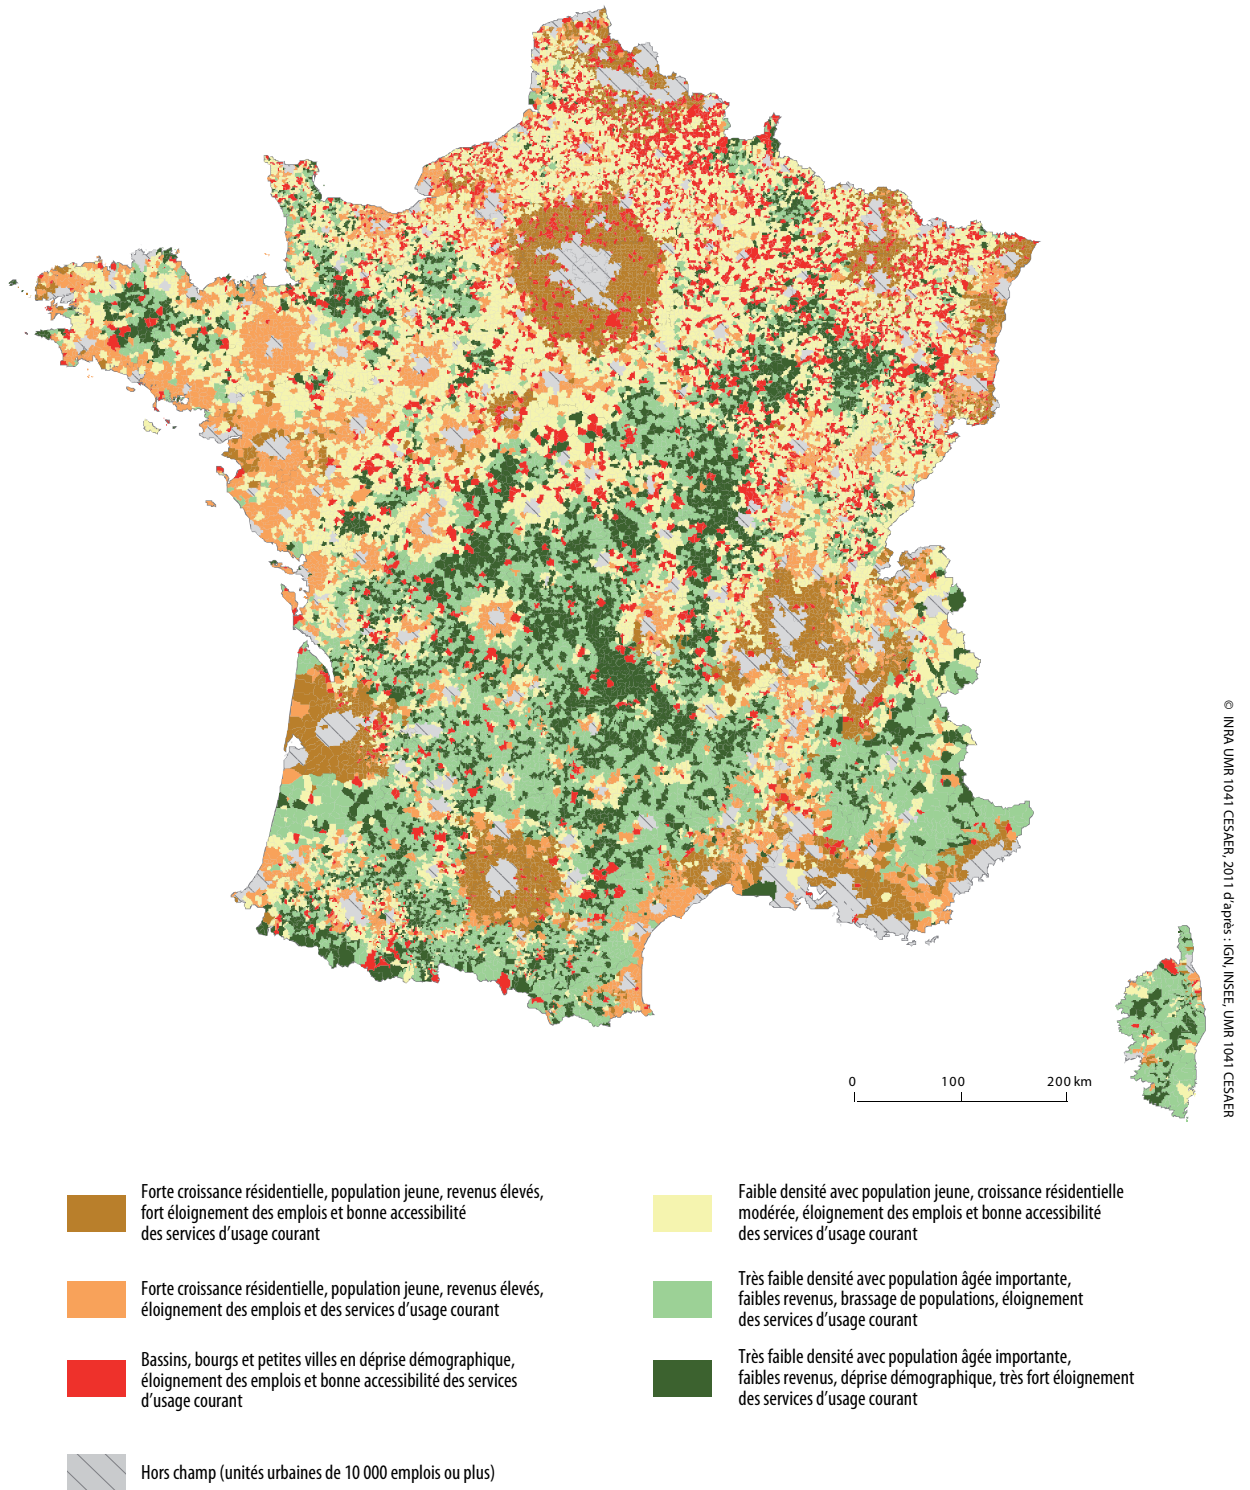 © INRA UMR 1041 CESAER, 2011 d'après : IGN, INSEE, UMR 1041 CESAER
0 100 200 km
Forte croissance résidentielle, population jeune, revenus élevés,
fort éloignement des emplois et bonne accessibilité
des services d'usage courant
Forte croissance résidentielle, population jeune, revenus élevés,
éloignement des emplois et des services d'usage courant
Bassins, bourgs et petites villes en déprise démographique,
éloignement des emplois et bonne accessibilité des services
d'usage courant
Hors champ (unités urbaines de 10 000 emplois ou plus)
Faible densité avec population jeune, croissance résidentielle
modérée, éloignement des emplois et bonne accessibilité
des services d'usage courant
Très faible densité avec population âgée importante,
faibles revenus, brassage de populations, éloignement
des services d'usage courant
Très faible densité avec population âgée importante,
faibles revenus, déprise démographique, très fort éloignement
des services d'usage courant